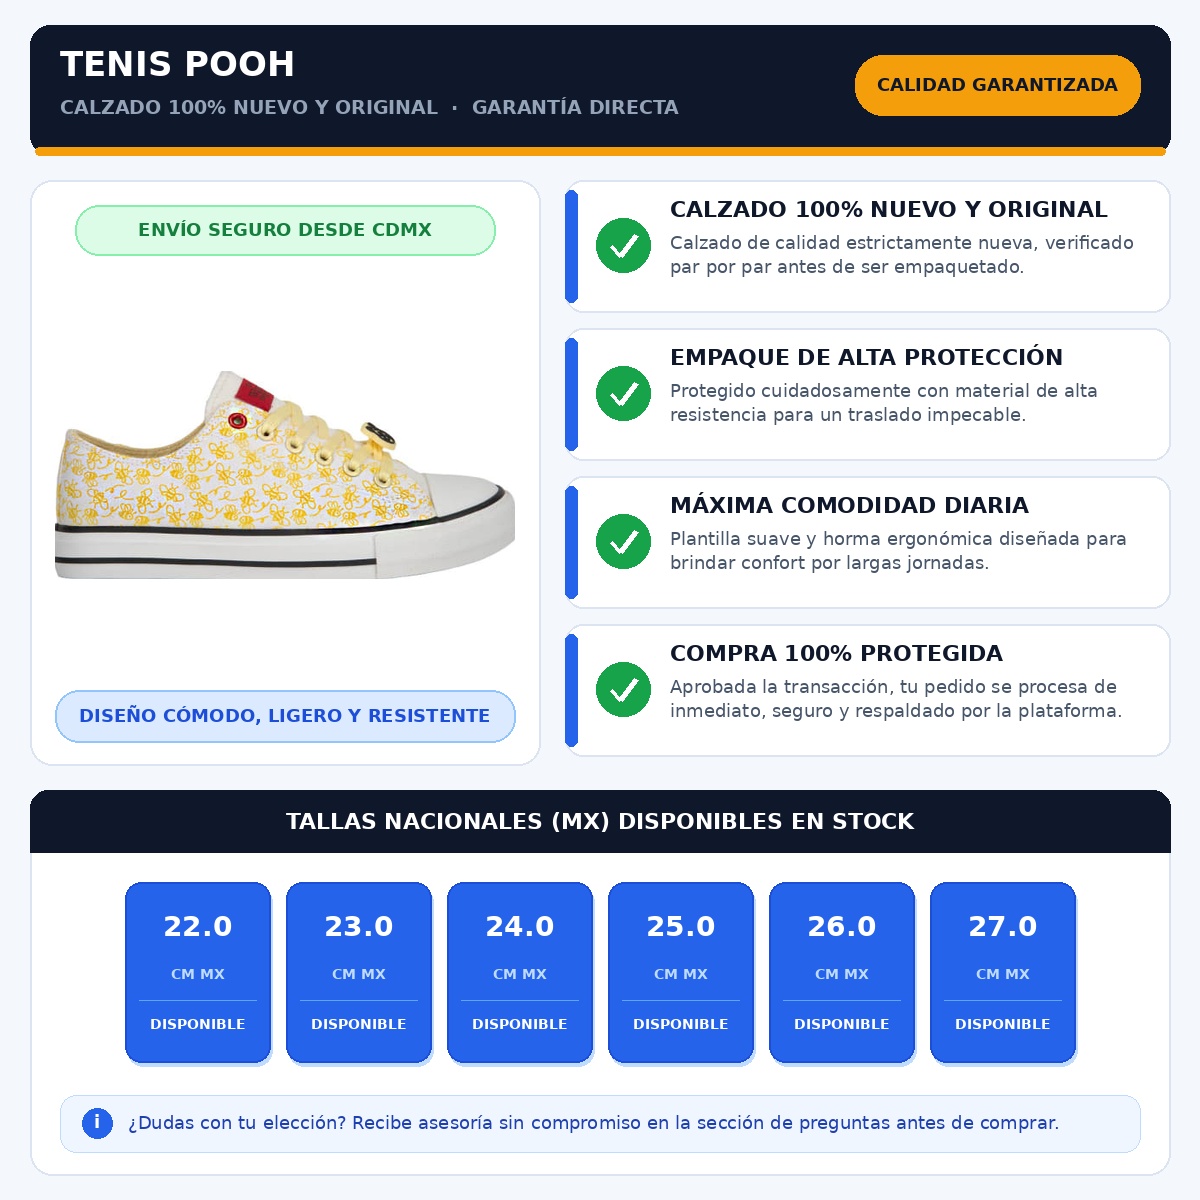 TENIS POOH
CALZADO 100% NUEVO Y ORIGINAL · GARANTÍA DIRECTA
CALIDAD GARANTIZADA
ENVÍO SEGURO DESDE CDMX
DISEÑO CÓMODO, LIGERO Y RESISTENTE
CALZADO 100% NUEVO Y ORIGINAL
Calzado de calidad estrictamente nueva, verificado
par por par antes de ser empaquetado.
EMPAQUE DE ALTA PROTECCIÓN
Protegido cuidadosamente con material de alta
resistencia para un traslado impecable.
MÁXIMA COMODIDAD DIARIA
Plantilla suave y horma ergonómica diseñada para
brindar confort por largas jornadas.
COMPRA 100% PROTEGIDA
Aprobada la transacción, tu pedido se procesa de
inmediato, seguro y respaldado por la plataforma.
TALLAS NACIONALES (MX) DISPONIBLES EN STOCK
22.0
CM MX
DISPONIBLE
23.0
CM MX
DISPONIBLE
24.0
CM MX
DISPONIBLE
25.0
CM MX
DISPONIBLE
26.0
CM MX
DISPONIBLE
27.0
CM MX
DISPONIBLE
i ¿Dudas con tu elección? Recibe asesoría sin compromiso en la sección de preguntas antes de comprar.